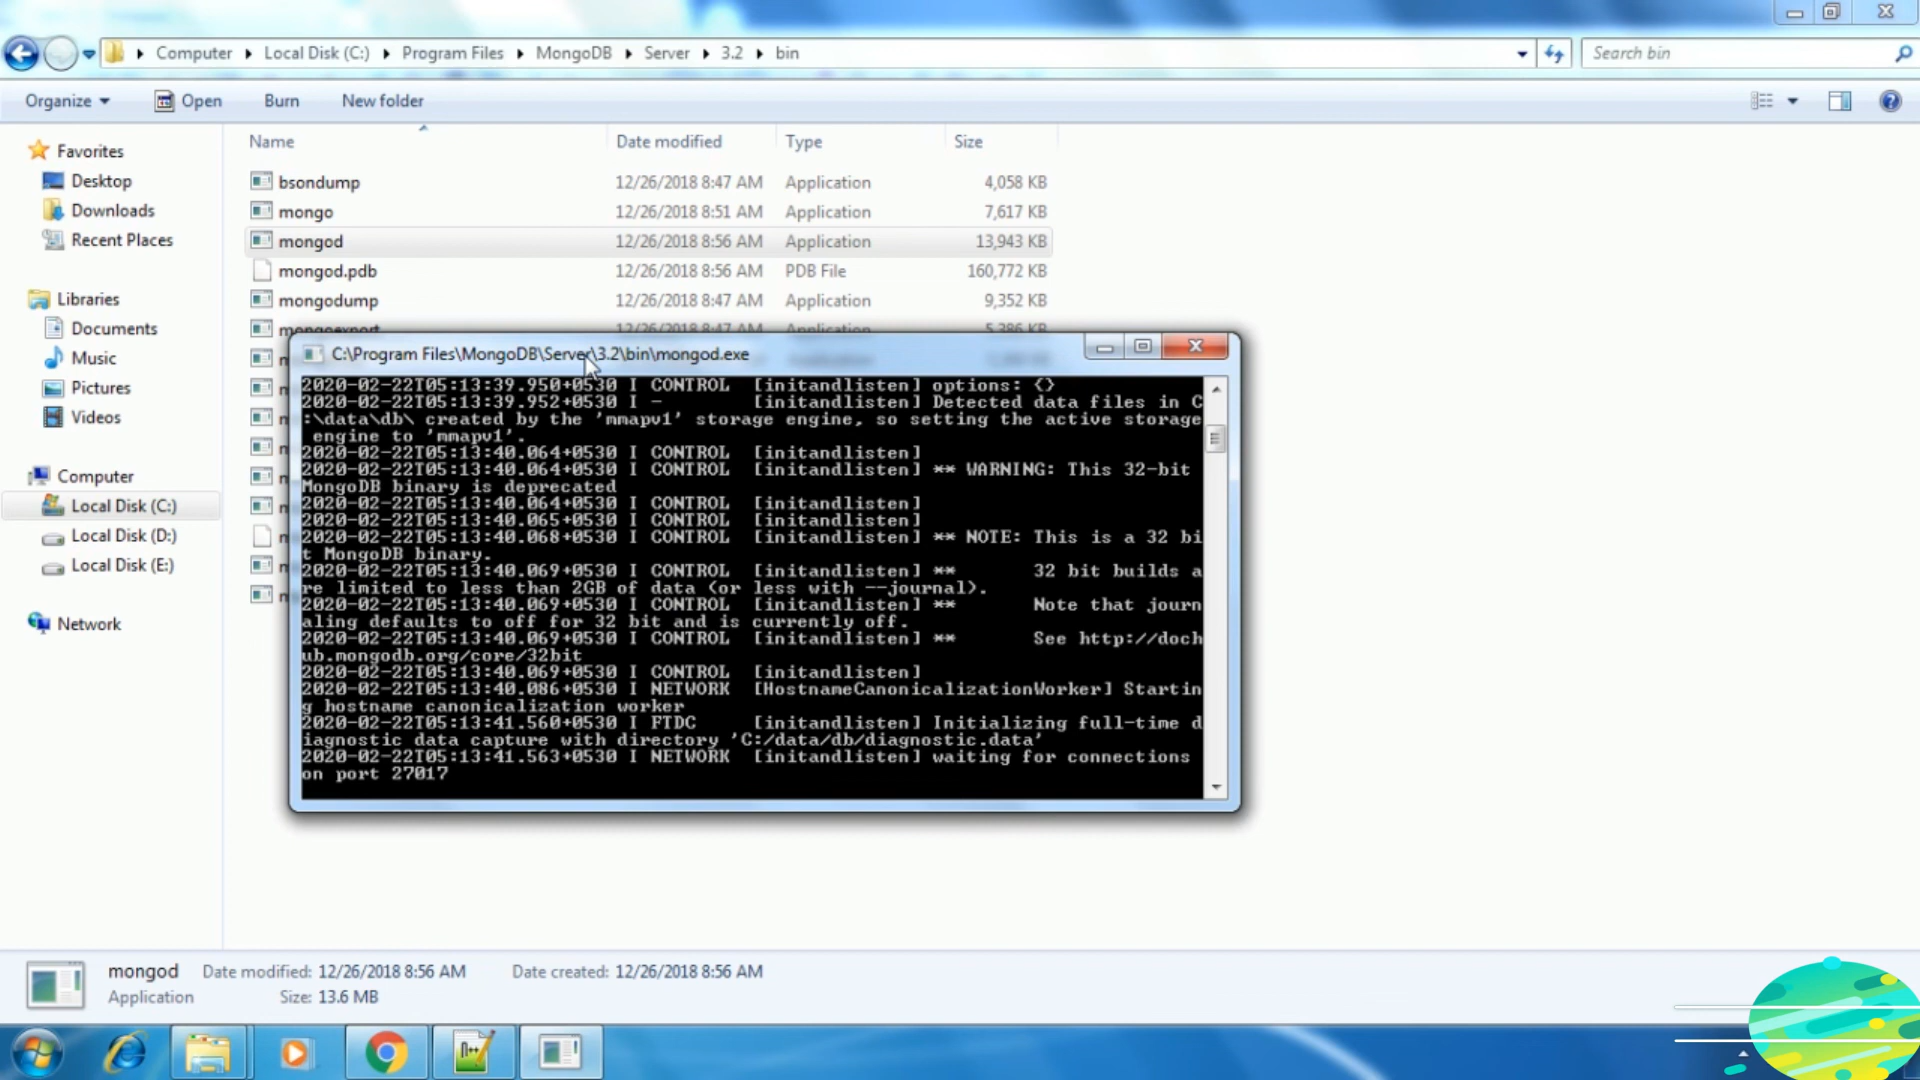 Computer Local Disk (C:) Program Files MongoDB Server 3.2 bin
Search bin
Organize Open Burn New folder
Name Date modified Type Size
Favorites
Desktop
Downloads
Recent Places
Libraries
Documents
Music
Pictures
Videos
Computer
Local Disk (C:)
Local Disk (D:)
Local Disk (E:)
Network
bsondump 12/26/2018 8:47 AM Application 4,058 KB
mongo 12/26/2018 8:51 AM Application 7,617 KB
mongod 12/26/2018 8:56 AM Application 13,943 KB
mongod.pdb 12/26/2018 8:56 AM PDB File 160,772 KB
mongodump 12/26/2018 8:47 AM Application 9,352 KB
mongoexport 12/26/2018 8:47 AM Application 5,386 KB
C:\Program Files\MongoDB\Server\3.2\bin\mongod.exe
2020-02-22T05:13:39.950+0530 I CONTROL  [initandlisten] options: {}
2020-02-22T05:13:39.952+0530 I -        [initandlisten] Detected data files in C
:\data\db\ created by the 'mmapv1' storage engine, so setting the active storage
 engine to 'mmapv1'.
2020-02-22T05:13:40.064+0530 I CONTROL  [initandlisten]
2020-02-22T05:13:40.064+0530 I CONTROL  [initandlisten] ** WARNING: This 32-bit
MongoDB binary is deprecated
2020-02-22T05:13:40.064+0530 I CONTROL  [initandlisten]
2020-02-22T05:13:40.065+0530 I CONTROL  [initandlisten]
2020-02-22T05:13:40.068+0530 I CONTROL  [initandlisten] ** NOTE: This is a 32 bi
t MongoDB binary.
2020-02-22T05:13:40.069+0530 I CONTROL  [initandlisten] **       32 bit builds a
re limited to less than 2GB of data (or less with --journal).
2020-02-22T05:13:40.069+0530 I CONTROL  [initandlisten] **       Note that journ
aling defaults to off for 32 bit and is currently off.
2020-02-22T05:13:40.069+0530 I CONTROL  [initandlisten] **       See http://doch
ub.mongodb.org/core/32bit
2020-02-22T05:13:40.069+0530 I CONTROL  [initandlisten]
2020-02-22T05:13:40.086+0530 I NETWORK  [HostnameCanonicalizationWorker] Startin
g hostname canonicalization worker
2020-02-22T05:13:41.560+0530 I FTDC     [initandlisten] Initializing full-time d
iagnostic data capture with directory 'C:/data/db/diagnostic.data'
2020-02-22T05:13:41.563+0530 I NETWORK  [initandlisten] waiting for connections
on port 27017
mongod Date modified: 12/26/2018 8:56 AM Date created: 12/26/2018 8:56 AM
Application Size: 13.6 MB